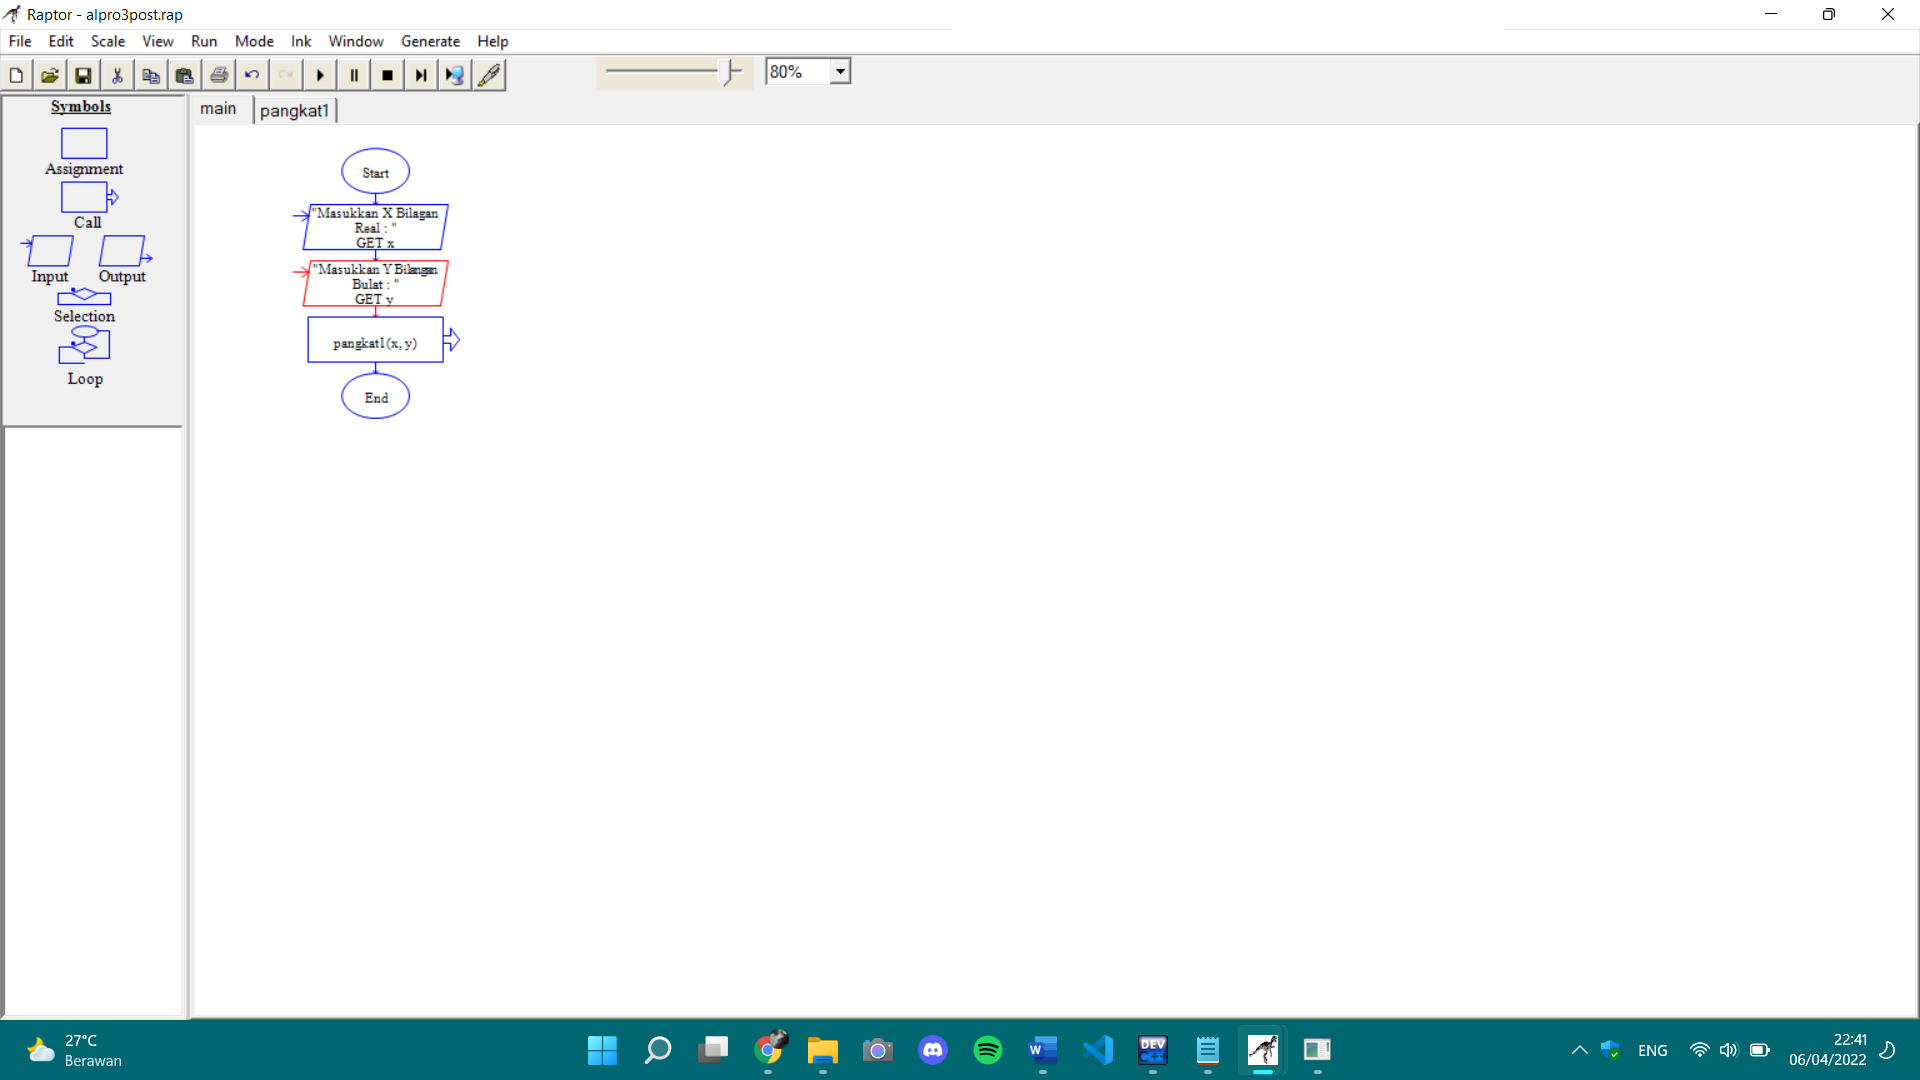 Raptor - alpro3post.rap
File Edit Scale View Run Mode Ink Window Generate Help
80%
Symbols
Assignment
Call
Input Output
Selection
Loop
main pangkat1
Start
"Masukkan X Bilagan
Real : "
GET x
"Masukkan Y Bilangan
Bulat : "
GET y
pangkat1(x, y)
End
27°C
Berawan
W
DEV
C++
ENG
22:41
06/04/2022